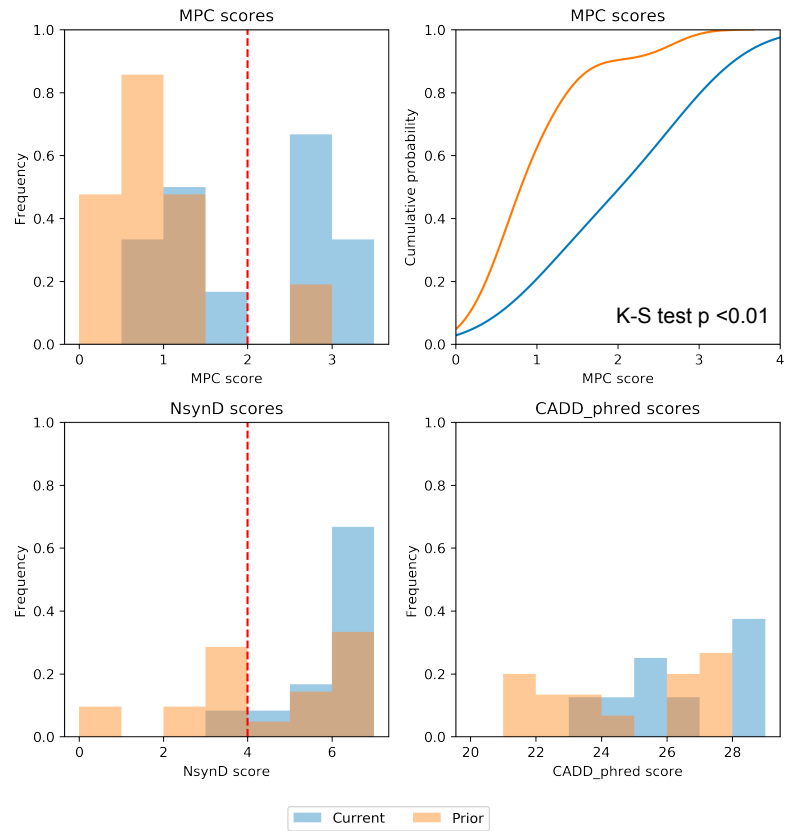 MPC scores
1.0
0.8
0.6
0.4
0.2
0.0
Frequency
0
1
2
3
MPC score
MPC scores
1.0
0.8
0.6
0.4
0.2
0.0
Cumulative probability
K-S test p <0.01
0
1
2
3
4
MPC score
NsynD scores
1.0
0.8
0.6
0.4
0.2
0.0
Frequency
0
2
4
6
NsynD score
CADD_phred scores
1.0
0.8
0.6
0.4
0.2
0.0
Frequency
20
22
24
26
28
CADD_phred score
Current
Prior